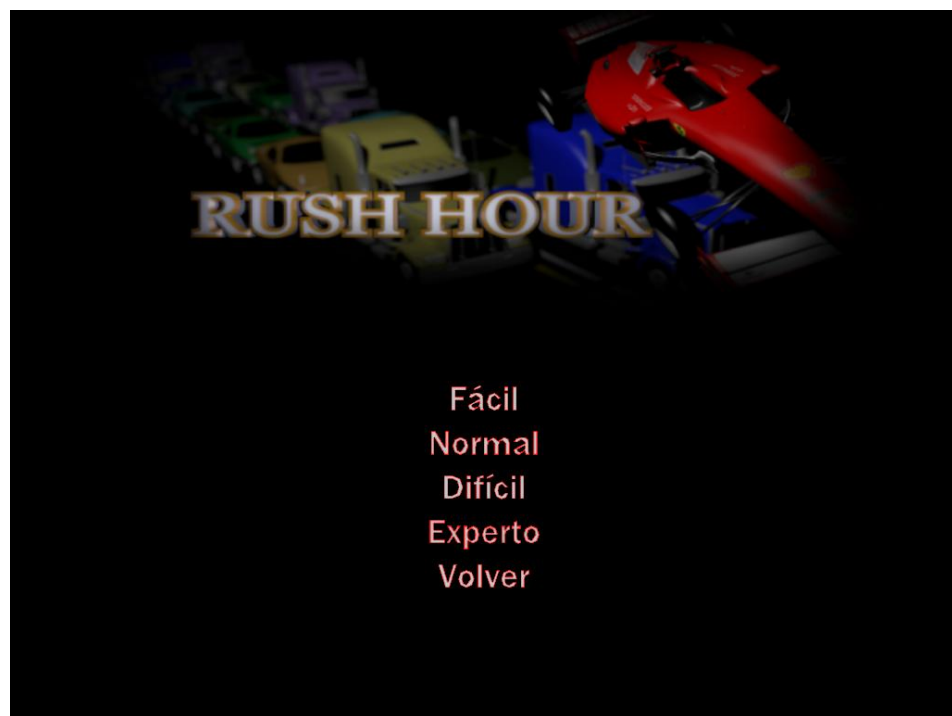 RUSH HOUR
Fácil
Normal
Difícil
Experto
Volver